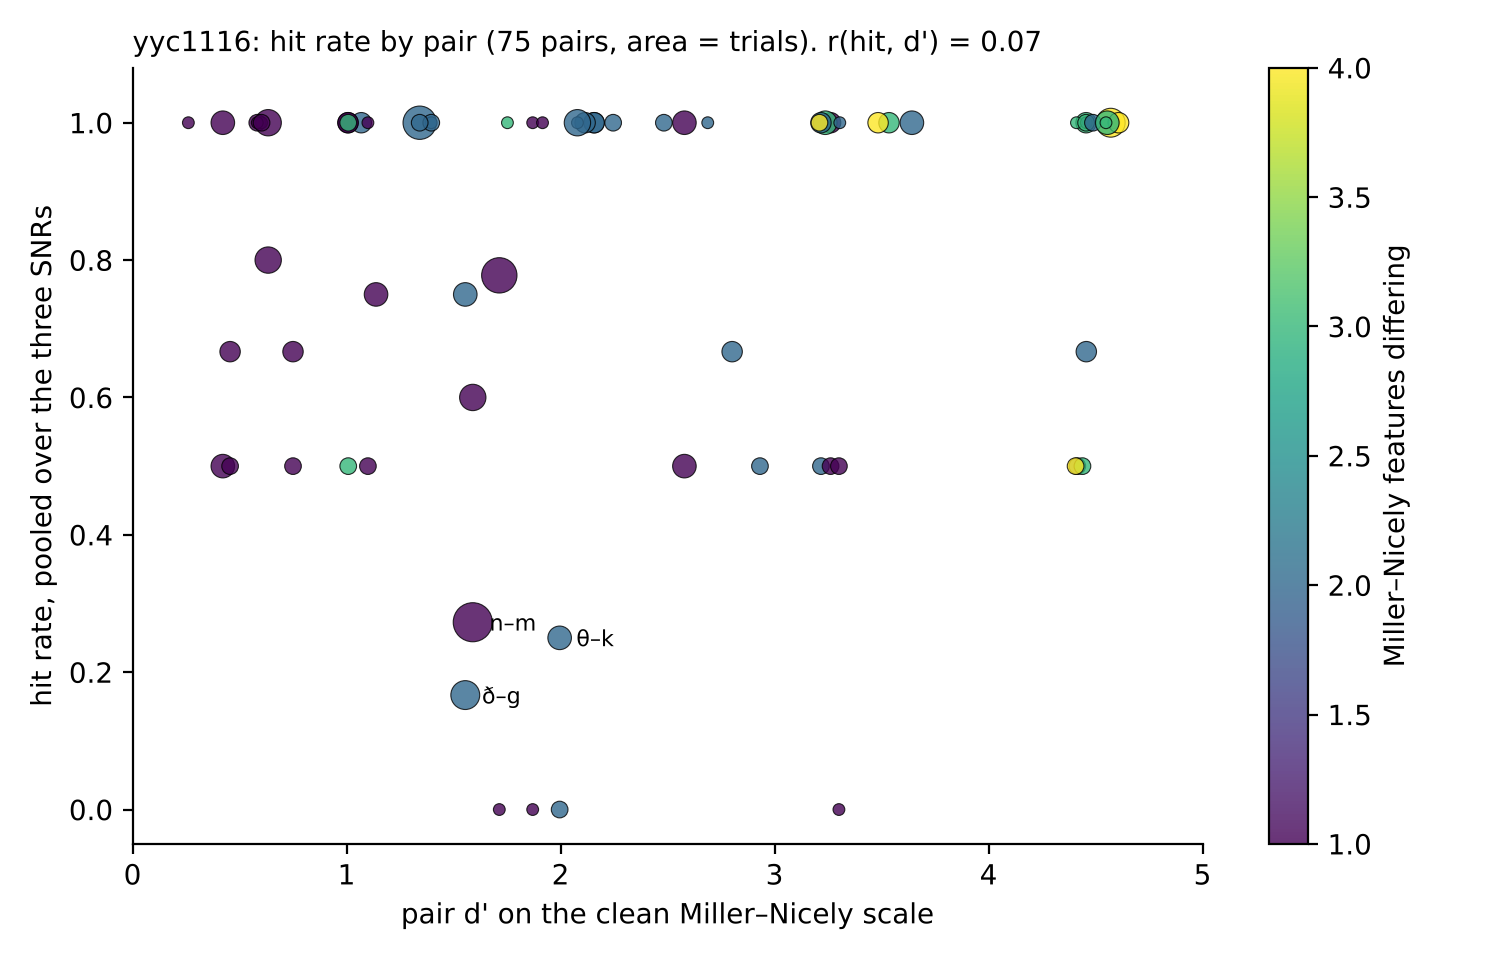 yyc1116: hit rate by pair (75 pairs, area = trials). r(hit, d') = 0.07
hit rate, pooled over the three SNRs
1.0
0.8
0.6
0.4
0.2
0.0
n–m
θ–k
ð–g
0 1 2 3 4 5
pair d' on the clean Miller–Nicely scale
4.0
3.5
3.0
2.5
2.0
1.5
1.0
Miller–Nicely features differing